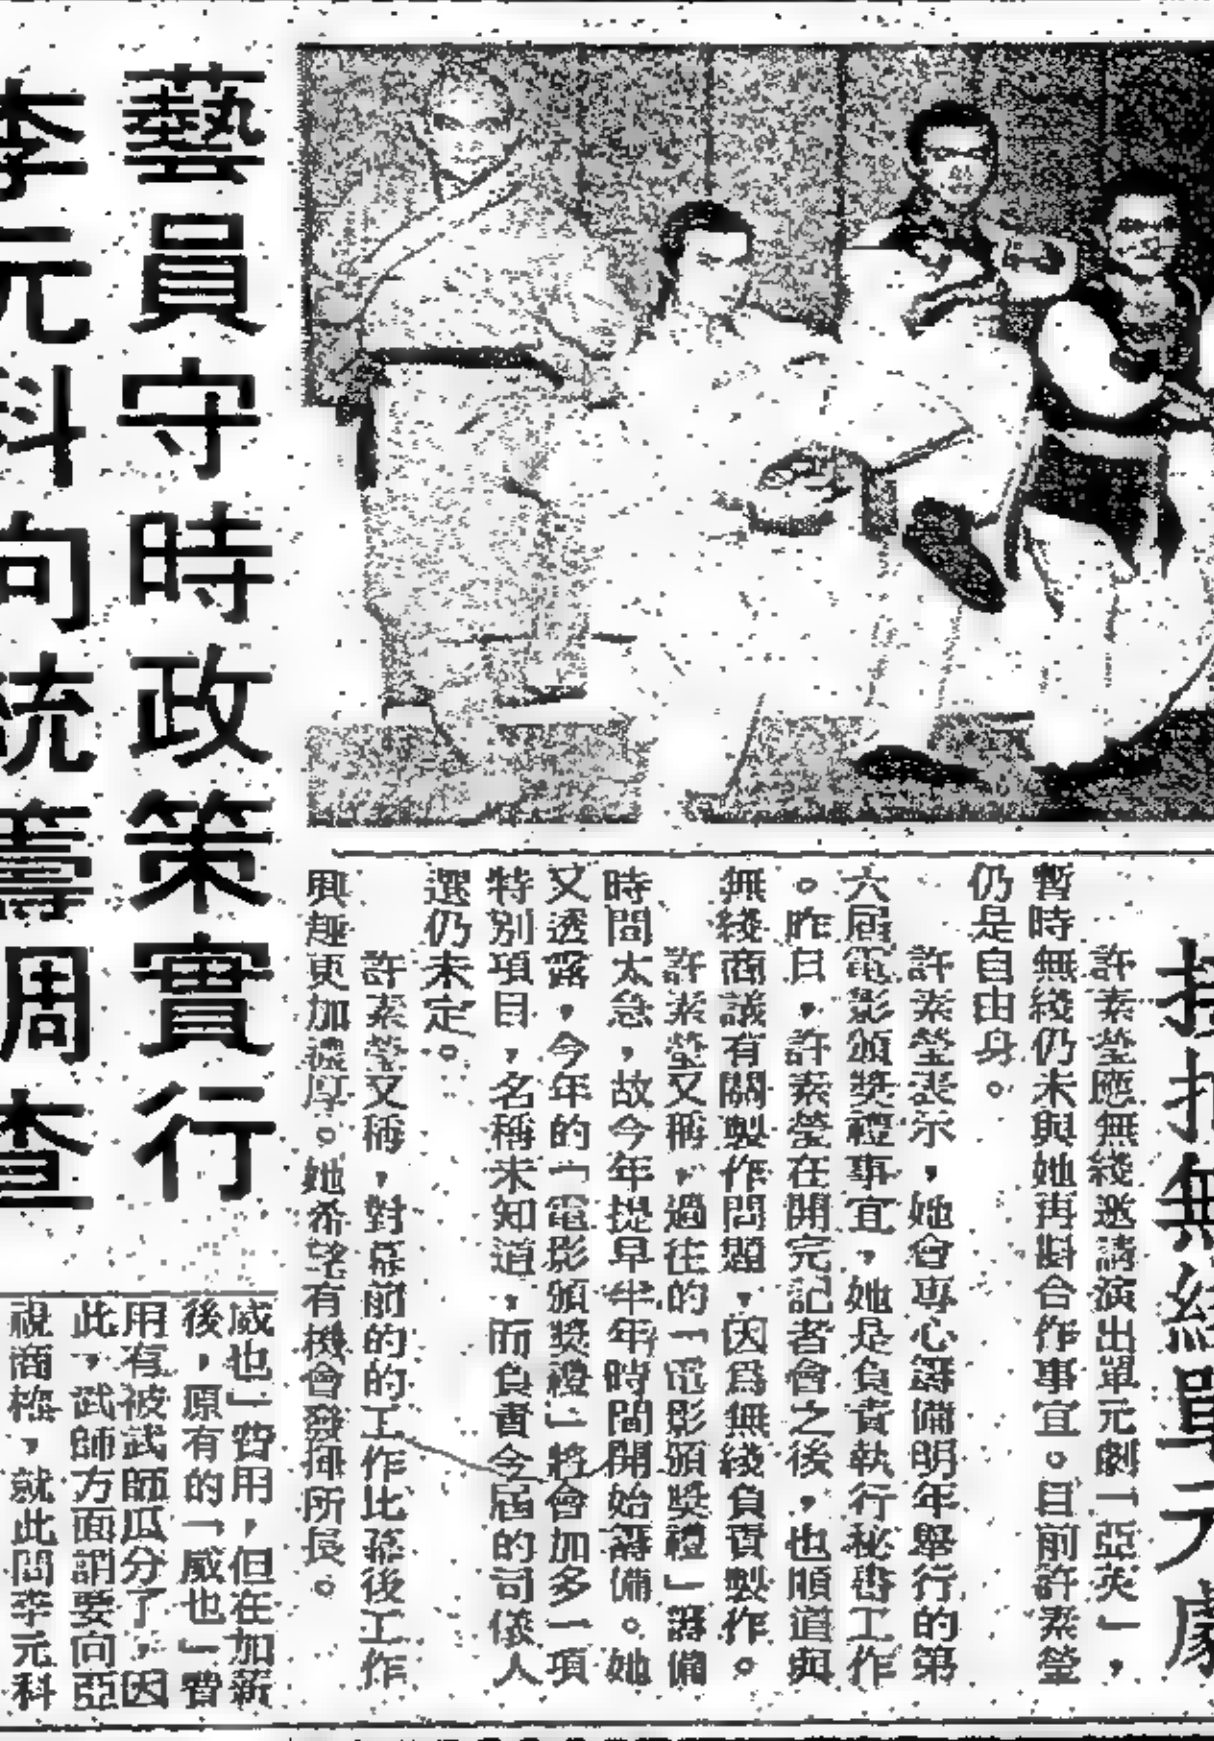 無綫單元劇
許素瑩應無綫邀請演出單元劇「亞英」，
暫時無綫仍未與她再斟合作事宜。目前許素瑩
仍是自由身。
許素瑩表示，她會專心籌備明年舉行的第
六屆電影頒獎禮事宜，她是負責執行秘書工作
。昨日，許素瑩在開完記者會之後，也順道與
無綫商議有關製作問題，因爲無綫負責製作。
許素瑩又稱，過往的「電影頒獎禮」籌備
時間太急，故今年提早半年時間開始籌備。她
又透露，今年的「電影頒獎禮」將會加多一項
特別項目，名稱未知道，而負責今屆的司儀人
選仍未定。
許素瑩又稱，對幕前的的工作比幕後工作
興趣更加濃厚。她希望有機會發揮所長。
藝員守時政策實行
李元科向統籌周查
威也」費用，但在加薪
後，原有的「威也」費
用有被武師瓜分了，因
此，武師方面謂要向亞
視商榷，就此間李元科